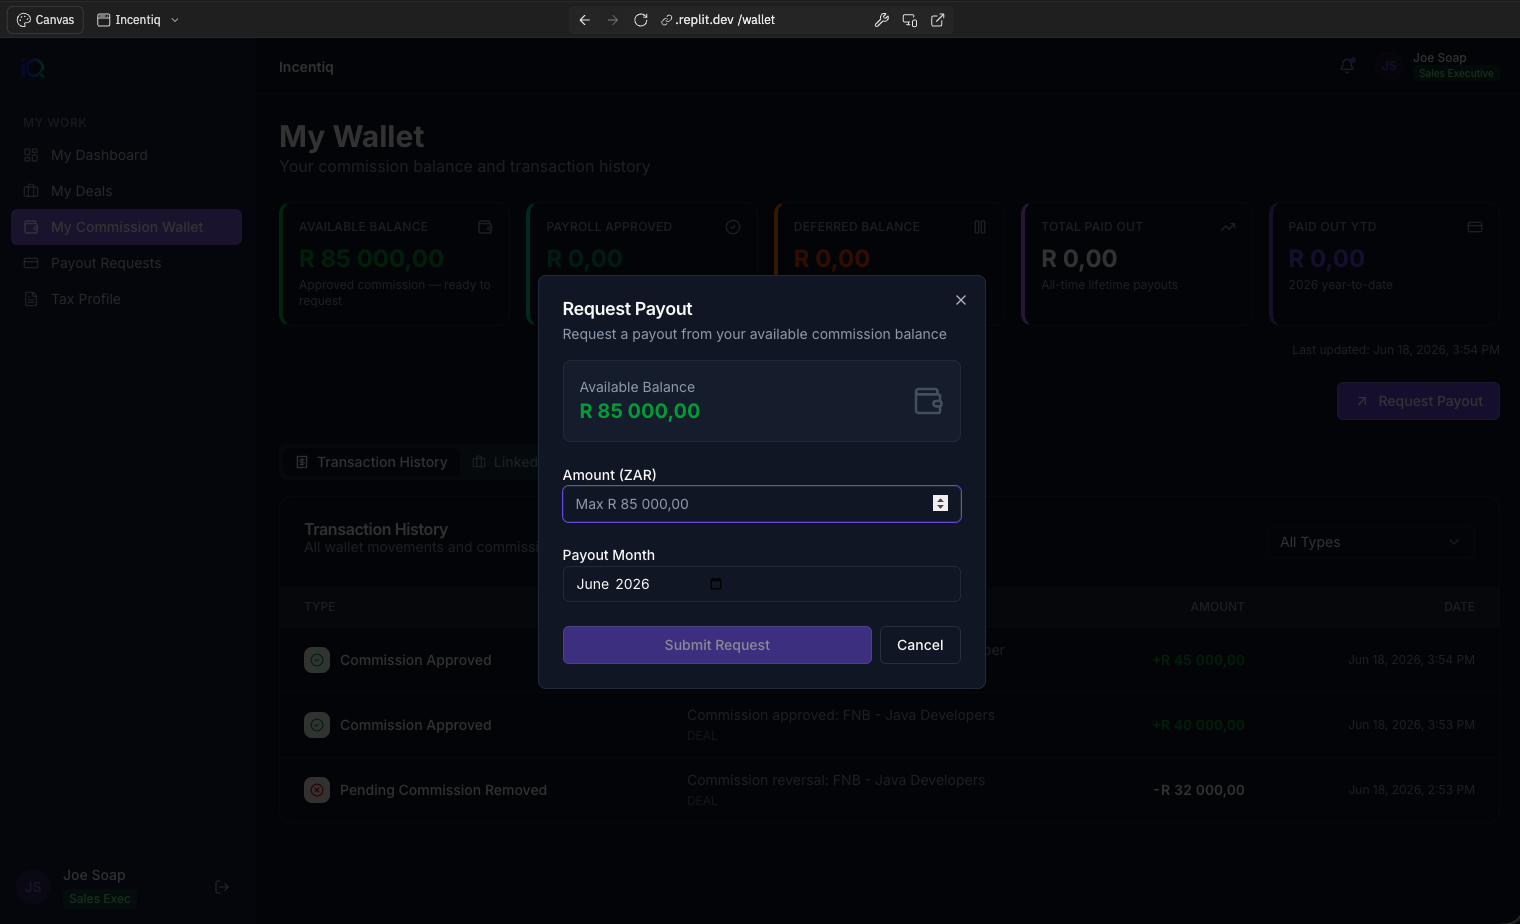 Canvas
Incentiq
.replit.dev /wallet
iQ
Incentiq
JS
Joe Soap
Sales Executive
MY WORK
My Dashboard
My Deals
My Commission Wallet
Payout Requests
Tax Profile
My Wallet
Your commission balance and transaction history
AVAILABLE BALANCE
R 85 000,00
Approved commission — ready to
request
PAYROLL APPROVED
R 0,00
DEFERRED BALANCE
R 0,00
TOTAL PAID OUT
R 0,00
All-time lifetime payouts
PAID OUT YTD
R 0,00
2026 year-to-date
Last updated: Jun 18, 2026, 3:54 PM
Request Payout
Request Payout
Request a payout from your available commission balance
Available Balance
R 85 000,00
Amount (ZAR)
Max R 85 000,00
Payout Month
June 2026
Submit Request
Cancel
Transaction History
Linked
Transaction History
All wallet movements and commissi
All Types
TYPE
AMOUNT
DATE
Commission Approved
per
+R 45 000,00
Jun 18, 2026, 3:54 PM
Commission Approved
Commission approved: FNB - Java Developers
DEAL
+R 40 000,00
Jun 18, 2026, 3:53 PM
Pending Commission Removed
Commission reversal: FNB - Java Developers
DEAL
-R 32 000,00
Jun 18, 2026, 2:53 PM
JS
Joe Soap
Sales Exec